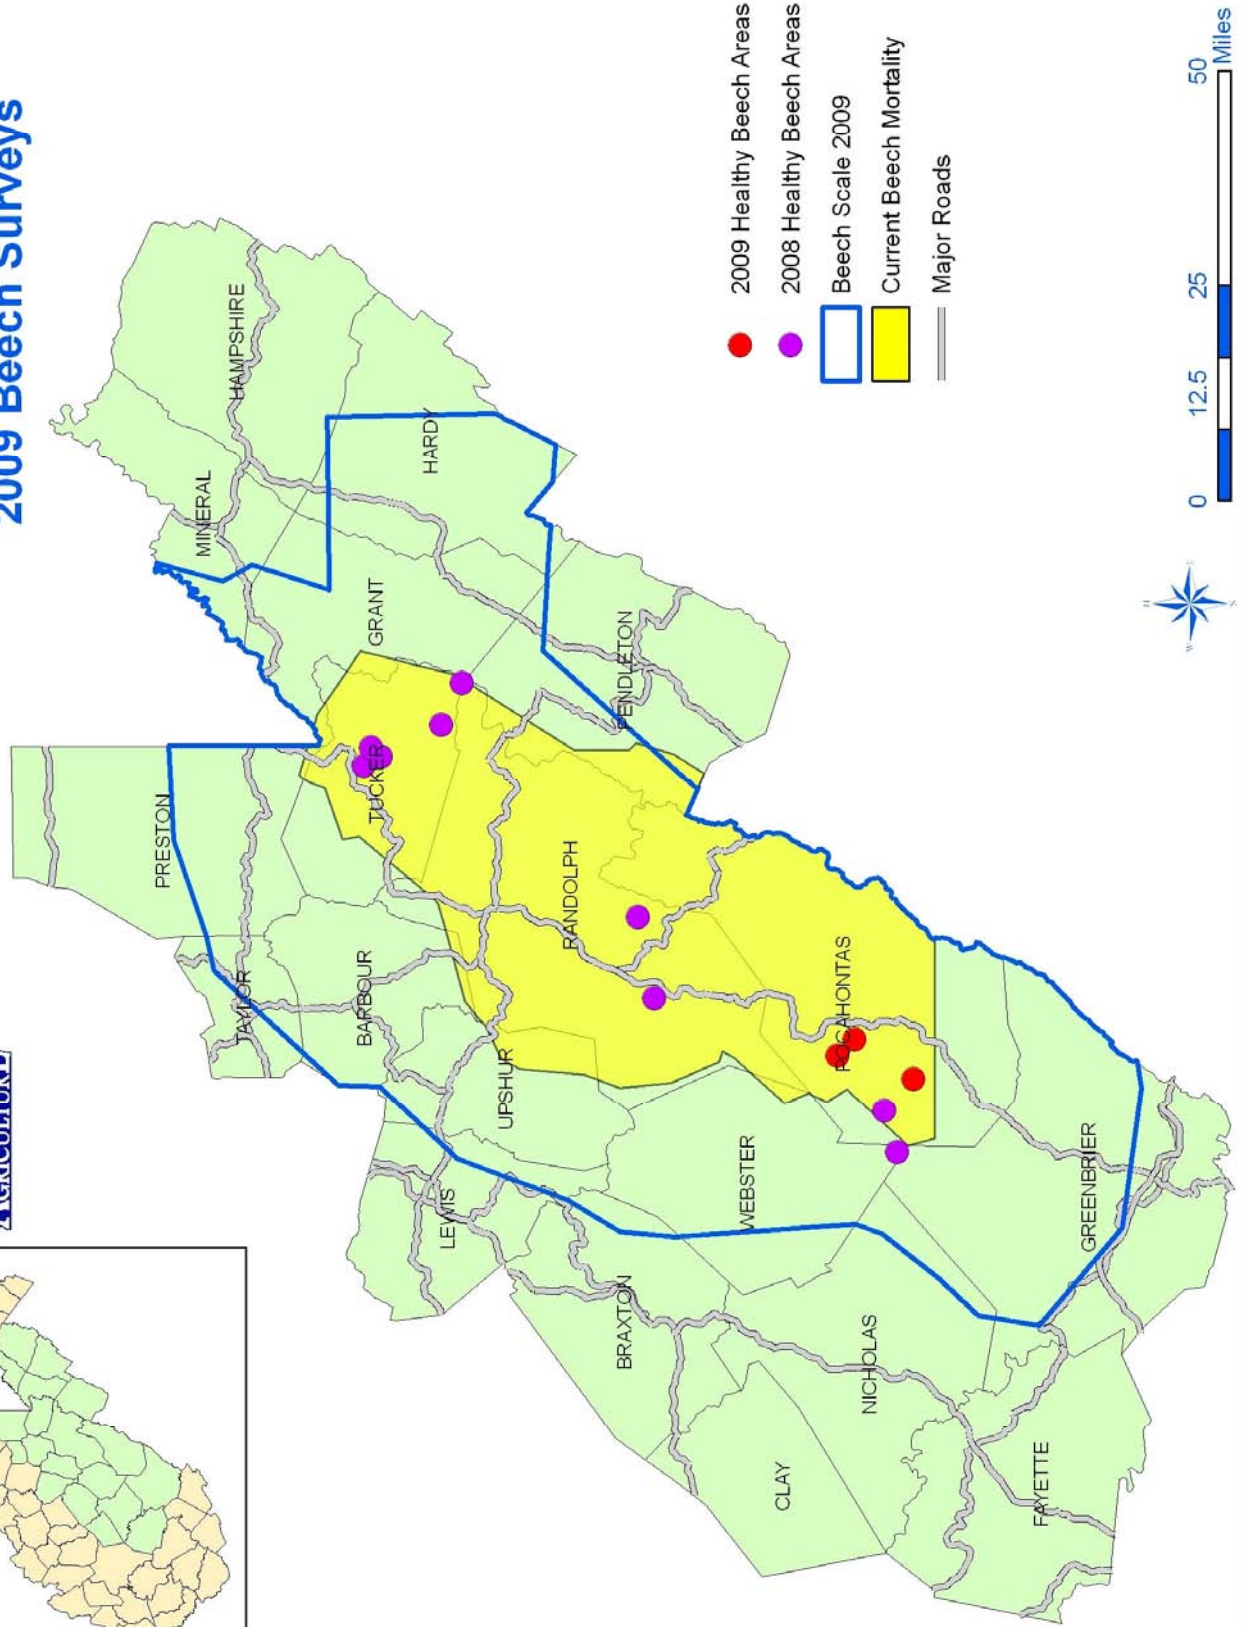 2009 Beech Surveys
AGRICULTURE
HAMPSHIRE
MINERAL
HARDY
GRANT
PRESTON
TUCKER
PENDLETON
TAYLOR
BARBOUR
RANDOLPH
UPSHUR
LEWIS
POCAHONTAS
WEBSTER
BRAXTON
GREENBRIER
NICHOLAS
CLAY
FAYETTE
2009 Healthy Beech Areas
2008 Healthy Beech Areas
Beech Scale 2009
Current Beech Mortality
Major Roads
N
W
S
0 12.5 25 50
Miles